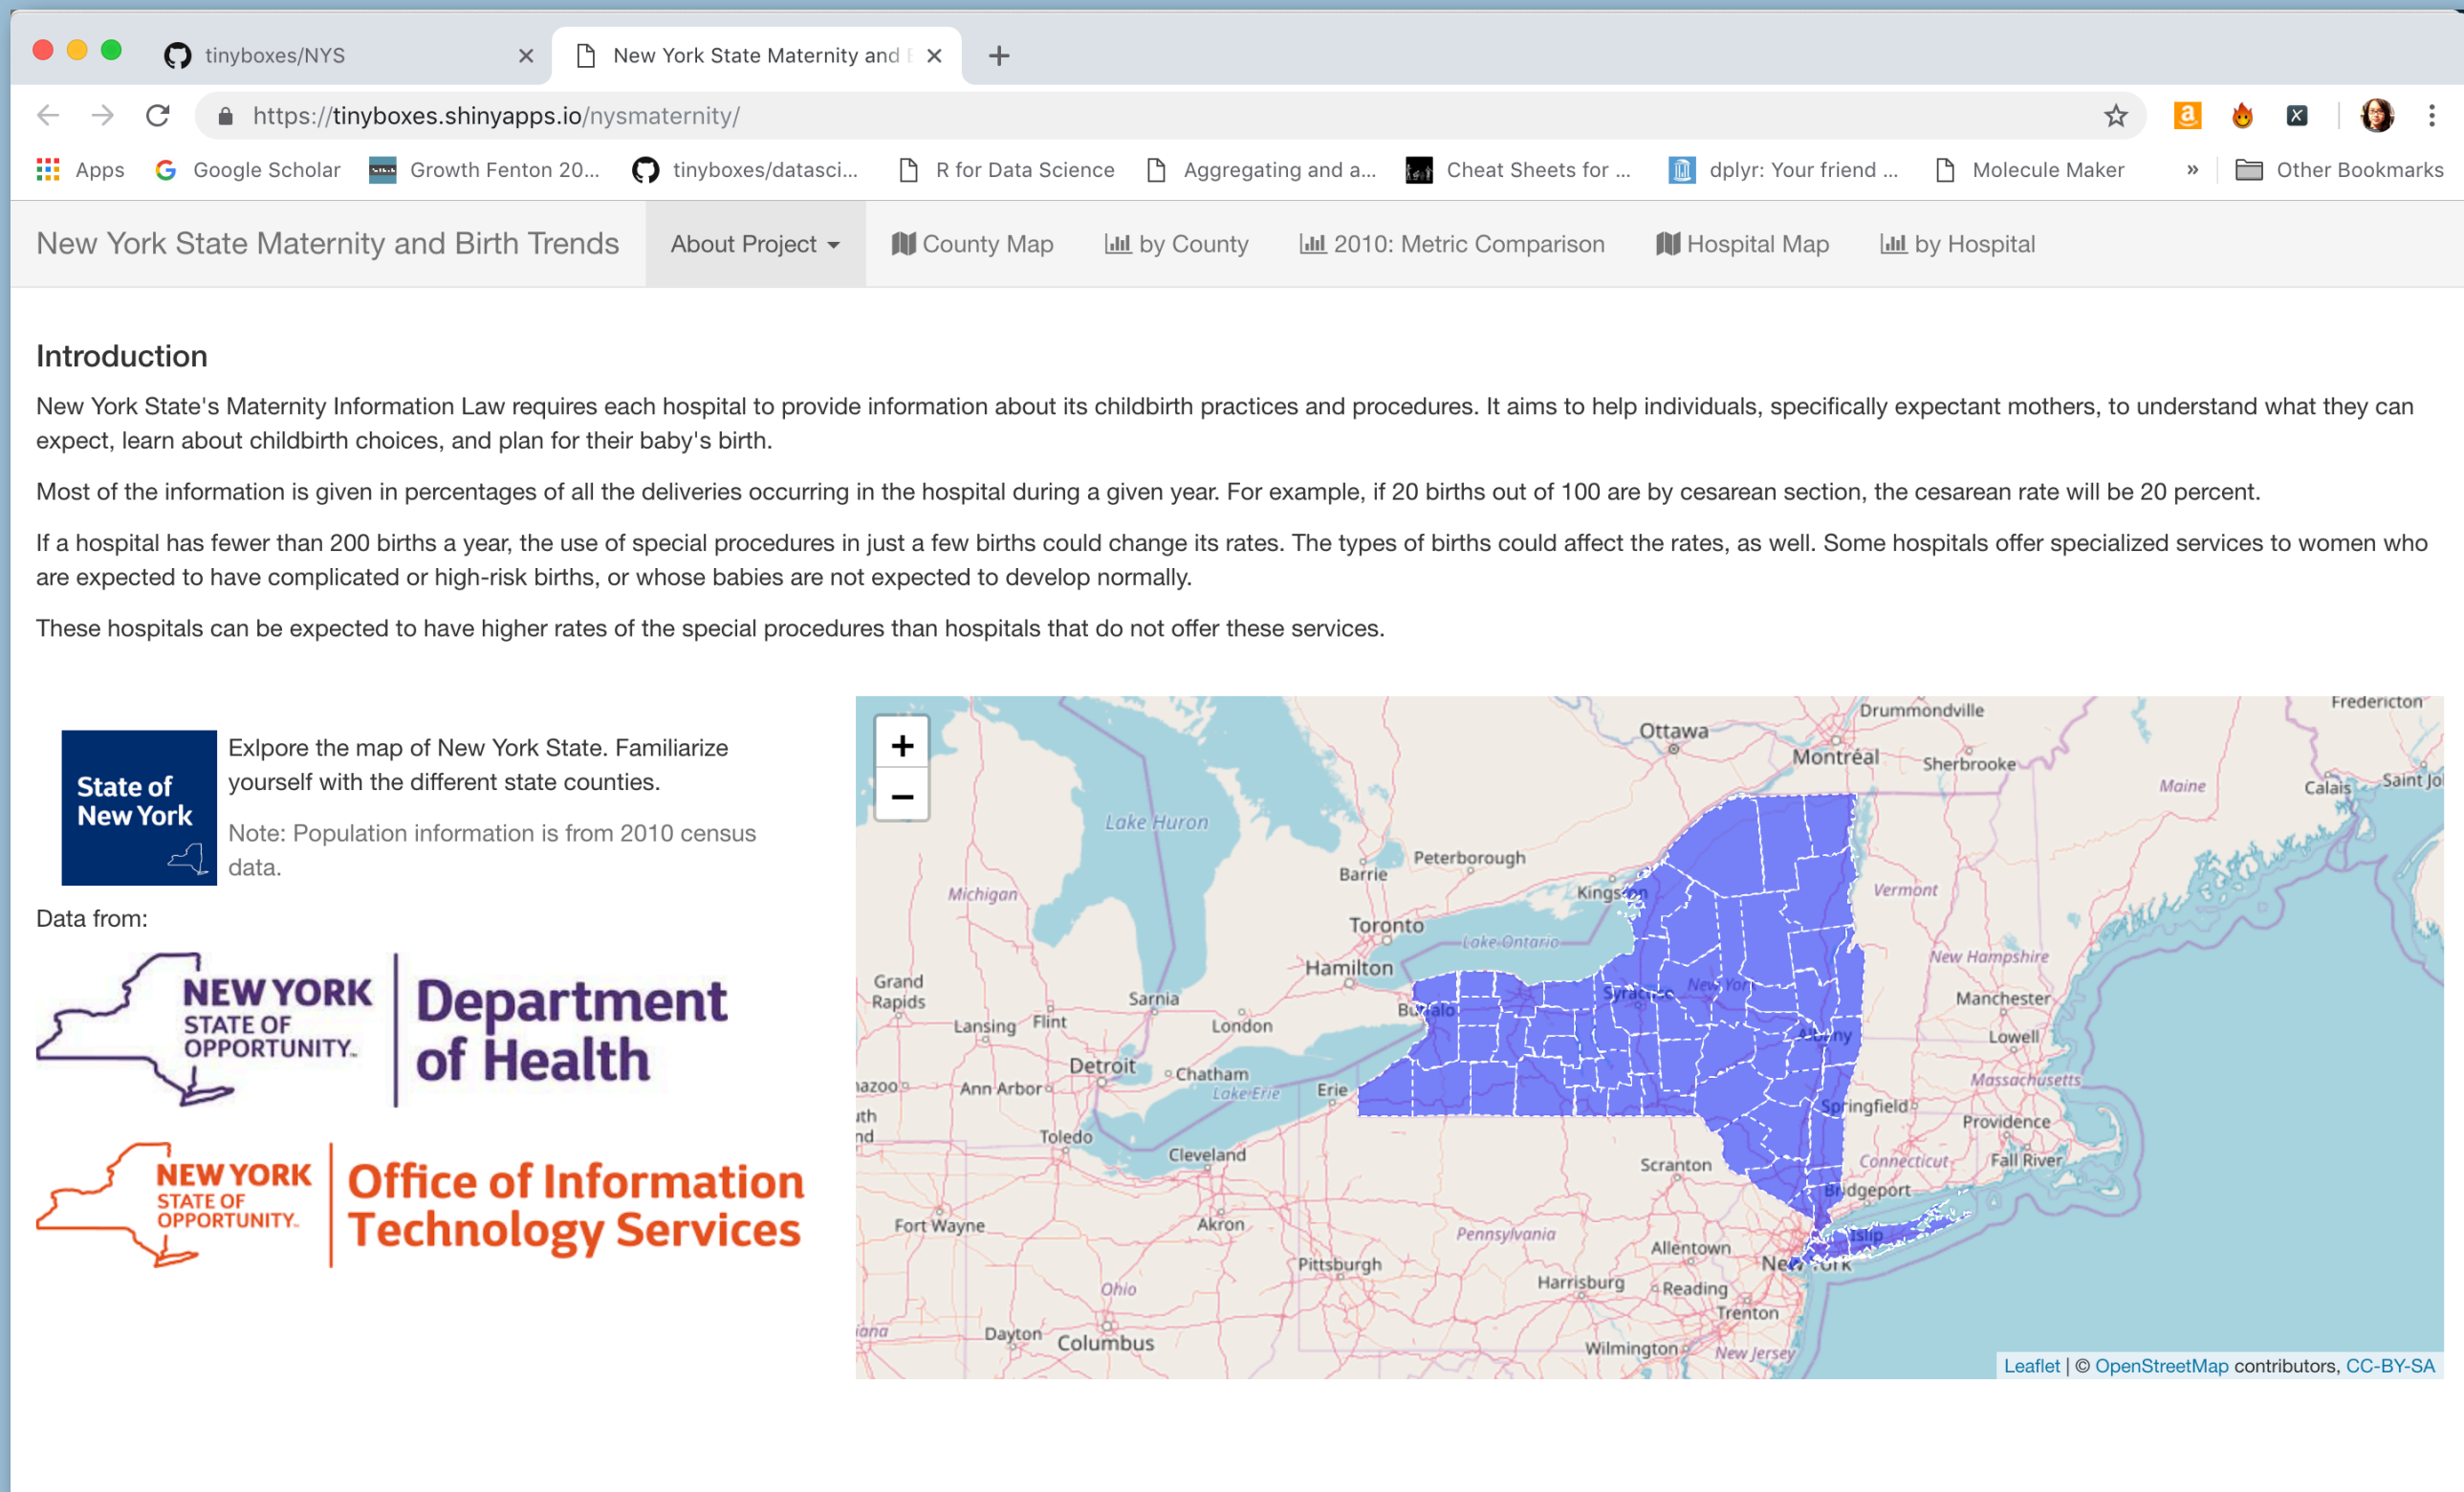 tinyboxes/NYS
New York State Maternity and
https://tinyboxes.shinyapps.io/nysmaternity/
Apps Google Scholar Growth Fenton 20... tinyboxes/datasci... R for Data Science Aggregating and a... Cheat Sheets for ... dplyr: Your friend ... Molecule Maker » Other Bookmarks
New York State Maternity and Birth Trends About Project County Map by County 2010: Metric Comparison Hospital Map by Hospital
Introduction
New York State's Maternity Information Law requires each hospital to provide information about its childbirth practices and procedures. It aims to help individuals, specifically expectant mothers, to understand what they can
expect, learn about childbirth choices, and plan for their baby's birth.
Most of the information is given in percentages of all the deliveries occurring in the hospital during a given year. For example, if 20 births out of 100 are by cesarean section, the cesarean rate will be 20 percent.
If a hospital has fewer than 200 births a year, the use of special procedures in just a few births could change its rates. The types of births could affect the rates, as well. Some hospitals offer specialized services to women who
are expected to have complicated or high-risk births, or whose babies are not expected to develop normally.
These hospitals can be expected to have higher rates of the special procedures than hospitals that do not offer these services.
State of
New York
Exlpore the map of New York State. Familiarize
yourself with the different state counties.
Note: Population information is from 2010 census
data.
Data from:
NEW YORK
STATE OF
OPPORTUNITY™
Department
of Health
NEW YORK
STATE OF
OPPORTUNITY™
Office of Information
Technology Services
+
−
Fredericton
Drummondville
Ottawa
Montréal
Sherbrooke
Maine
Calais
Saint Jo
Lake Huron
Peterborough
Barrie
Kingston
Michigan
Vermont
Toronto
Lake Ontario
Hamilton
New Hampshire
Grand
Rapids
Sarnia
Syracuse
New York
Manchester
Lansing
Flint
London
Buffalo
Albany
Lowell
Detroit
Chatham
Massachusetts
azoo
Ann Arbor
Lake Erie
Erie
Springfield
uth
nd
Providence
Toledo
Cleveland
Scranton
Connecticut
Fall River
Bridgeport
Fort Wayne
Akron
Pennsylvania
Islip
Allentown
New York
Pittsburgh
Harrisburg
Reading
Ohio
Trenton
iana
Dayton
Columbus
Wilmington
New Jersey
Leaflet | © OpenStreetMap contributors, CC-BY-SA